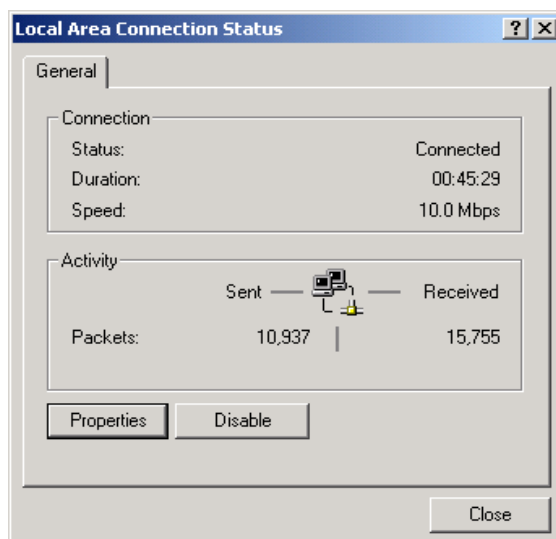 Local Area Connection Status
General
Connection
Status: Connected
Duration: 00:45:29
Speed: 10.0 Mbps
Activity
Sent Received
Packets: 10,937 15,755
Properties Disable
Close